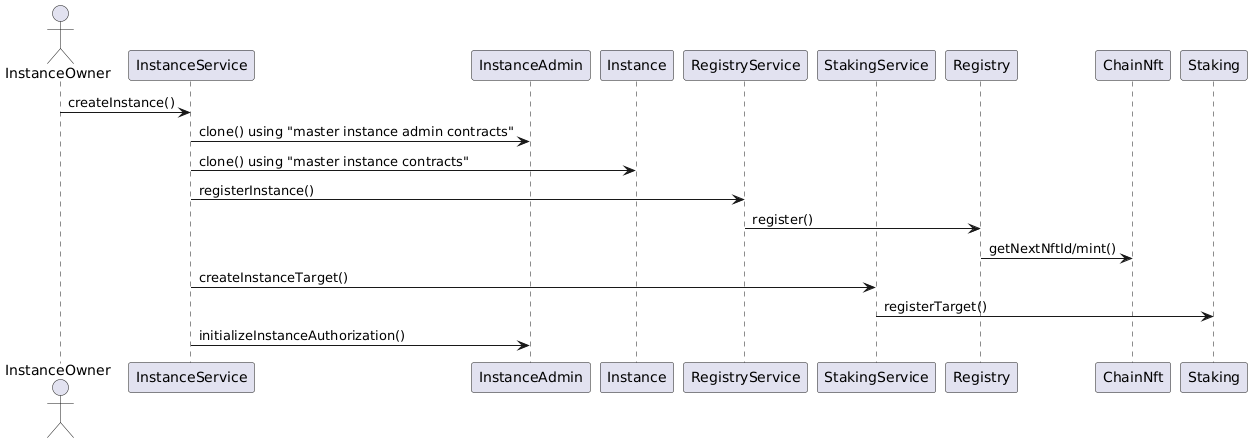 InstanceOwner
InstanceService
InstanceAdmin
Instance
RegistryService
StakingService
Registry
ChainNft
Staking
createInstance()
clone() using "master instance admin contracts"
clone() using "master instance contracts"
registerInstance()
register()
getNextNftId/mint()
createInstanceTarget()
registerTarget()
initializeInstanceAuthorization()
InstanceOwner
InstanceService
InstanceAdmin
Instance
RegistryService
StakingService
Registry
ChainNft
Staking